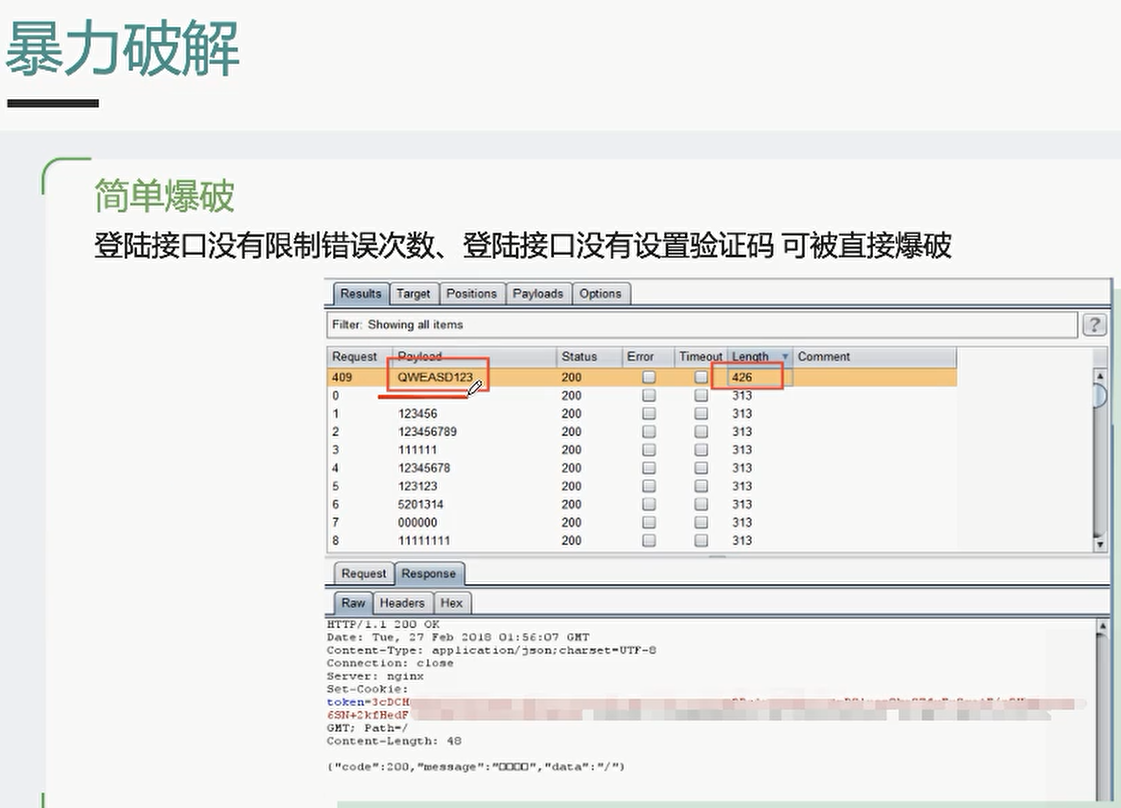 暴力破解
简单爆破
登陆接口没有限制错误次数、登陆接口没有设置验证码 可被直接爆破
Results Target Positions Payloads Options
Filter: Showing all items ?
Request Payload Status Error Timeout Length Comment
409 QWEASD123 200 426
0 200 313
1 123456 200 313
2 123456789 200 313
3 111111 200 313
4 12345678 200 313
5 123123 200 313
6 5201314 200 313
7 000000 200 313
8 11111111 200 313
Request Response
Raw Headers Hex
HTTP/1.1 200 OK
Date: Tue, 27 Feb 2018 01:56:07 GMT
Content-Type: application/json;charset=UTF-8
Connection: close
Server: nginx
Set-Cookie:
token=3cDCH
6SN+2kfHedF
GMT; Path=/
Content-Length: 48
{"code":200,"message":"□□□□","data":"/"}